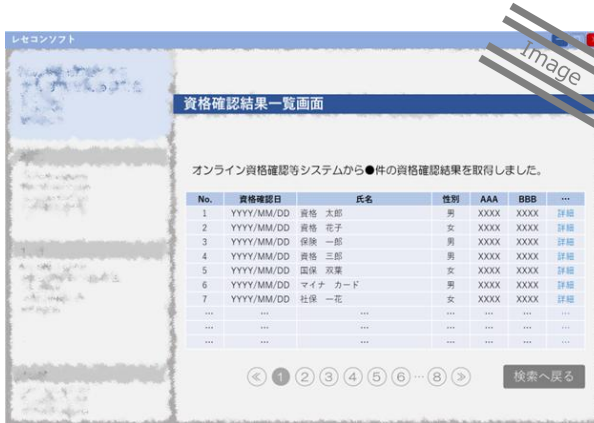 レセコンソフト
Image
資格確認結果一覧画面
オンライン資格確認等システムから●件の資格確認結果を取得しました。
No. 資格確認日 氏名 性別 AAA BBB …
1 YYYY/MM/DD 資格 太郎 男 XXXX XXXX 詳細
2 YYYY/MM/DD 資格 花子 女 XXXX XXXX 詳細
3 YYYY/MM/DD 保険 一郎 男 XXXX XXXX 詳細
4 YYYY/MM/DD 資格 三郎 男 XXXX XXXX 詳細
5 YYYY/MM/DD 国保 双葉 女 XXXX XXXX 詳細
6 YYYY/MM/DD マイナ カード 男 XXXX XXXX 詳細
7 YYYY/MM/DD 社保 一花 女 XXXX XXXX 詳細
… … … … … … …
… … … … … … …
… … … … … … …
≪ 1 2 3 4 5 6 … 8 ≫ 検索へ戻る